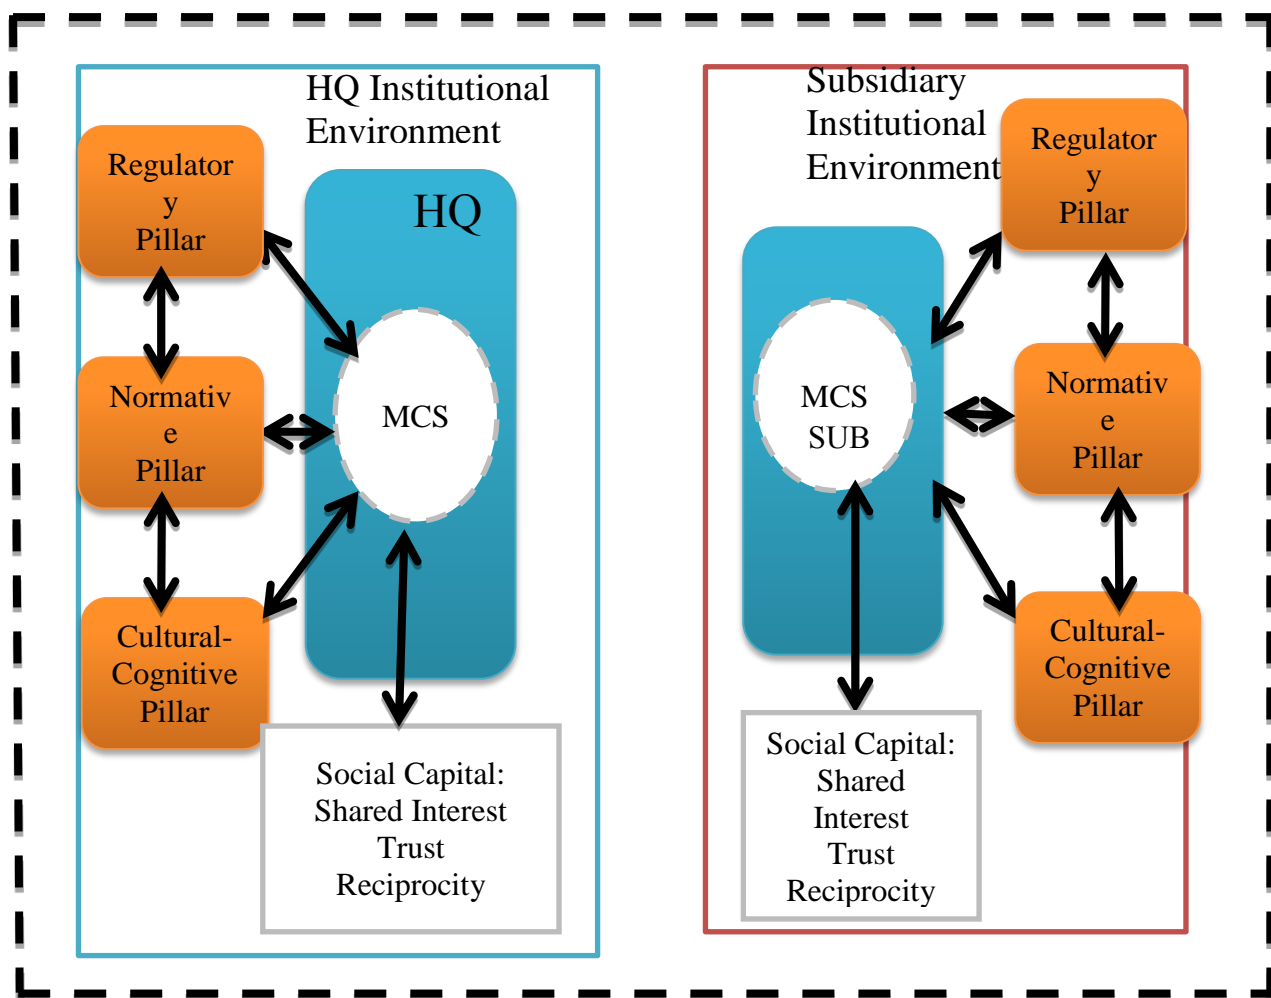 HQ Institutional
Environment
Regulator
y
Pillar
HQ
Normativ
e
Pillar
MCS
Cultural-
Cognitive
Pillar
Social Capital:
Shared Interest
Trust
Reciprocity
Subsidiary
Institutional
Environment
Regulator
y
Pillar
MCS
SUB
Normativ
e
Pillar
Cultural-
Cognitive
Pillar
Social Capital:
Shared
Interest
Trust
Reciprocity